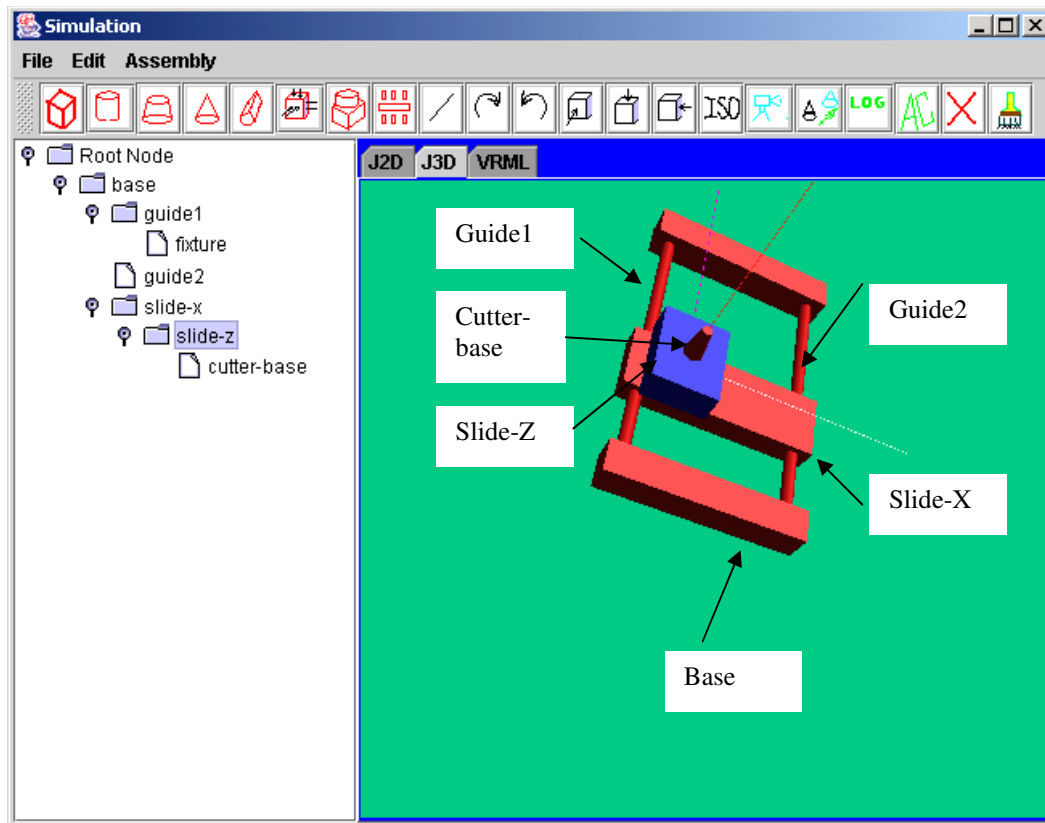 Simulation
File Edit Assembly
ISO
LOG
Root Node
base
guide1
fixture
guide2
slide-x
slide-z
cutter-base
J2D J3D VRML
Guide1
Cutter-
base
Slide-Z
Guide2
Slide-X
Base